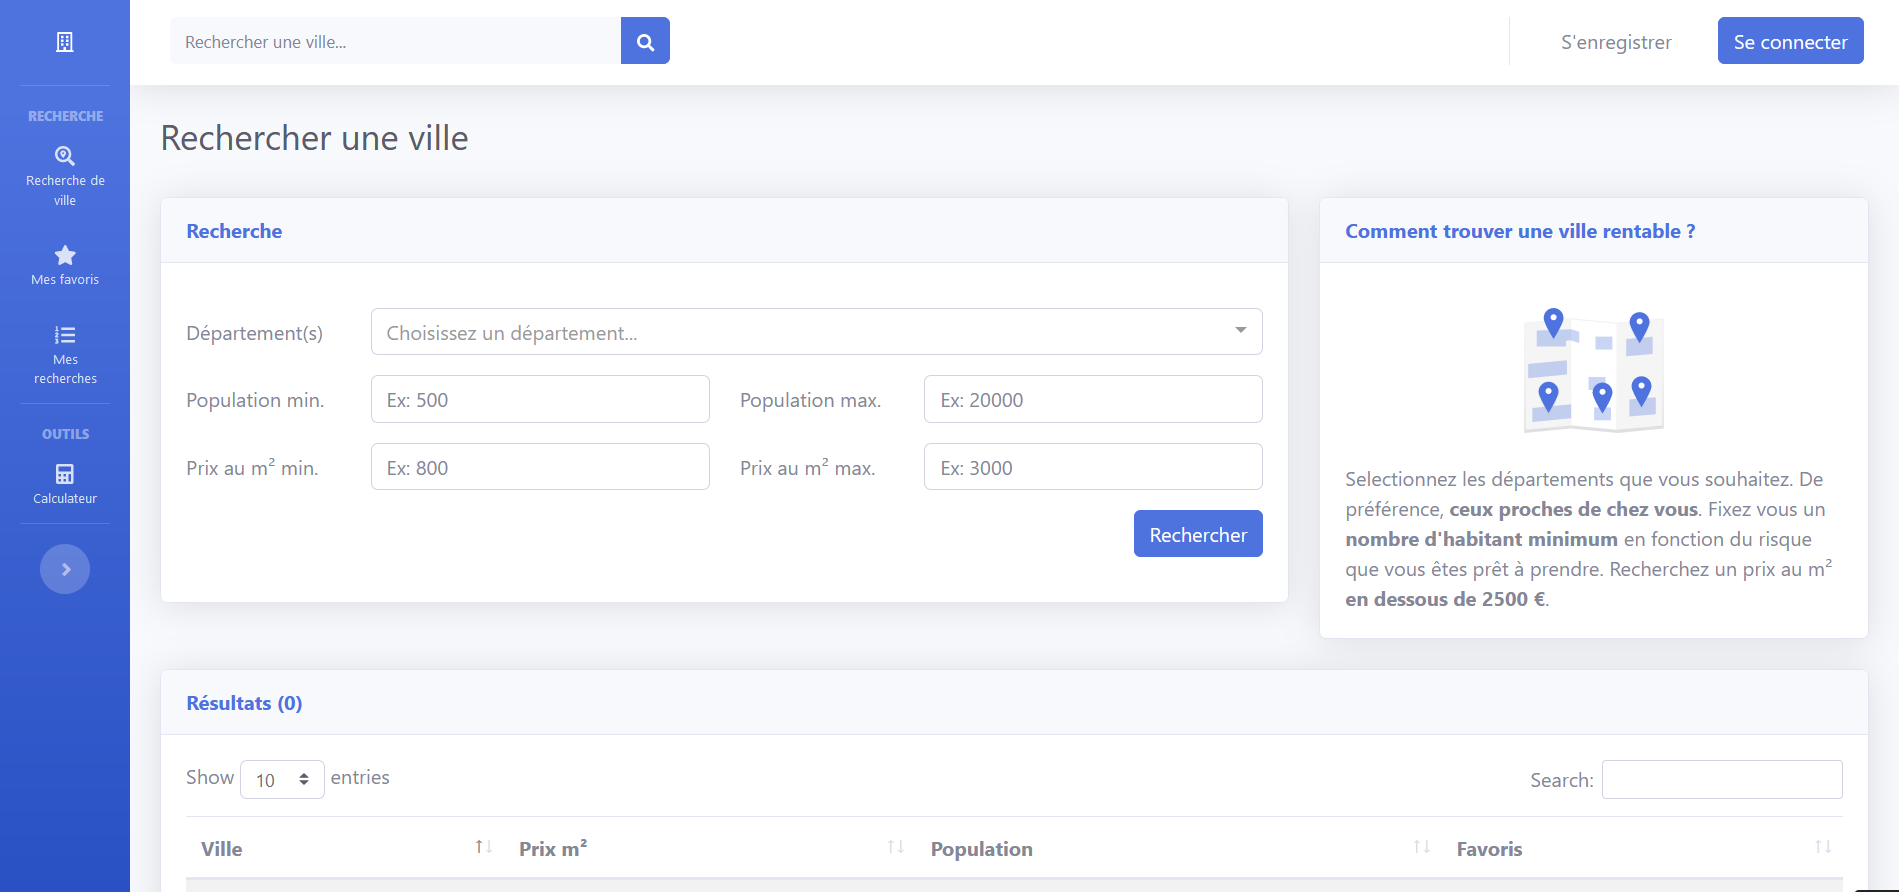 Rechercher une ville...
S'enregistrer
Se connecter
RECHERCHE
Recherche de
ville
Mes favoris
Mes
recherches
OUTILS
Calculateur
Rechercher une ville
Recherche
Département(s)
Choisissez un département...
Population min.
Ex: 500
Population max.
Ex: 20000
Prix au m² min.
Ex: 800
Prix au m² max.
Ex: 3000
Rechercher
Comment trouver une ville rentable ?
Selectionnez les départements que vous souhaitez. De
préférence, ceux proches de chez vous. Fixez vous un
nombre d'habitant minimum en fonction du risque
que vous êtes prêt à prendre. Recherchez un prix au m²
en dessous de 2500 €.
Résultats (0)
Show 10 entries
Search:
Ville
Prix m²
Population
Favoris